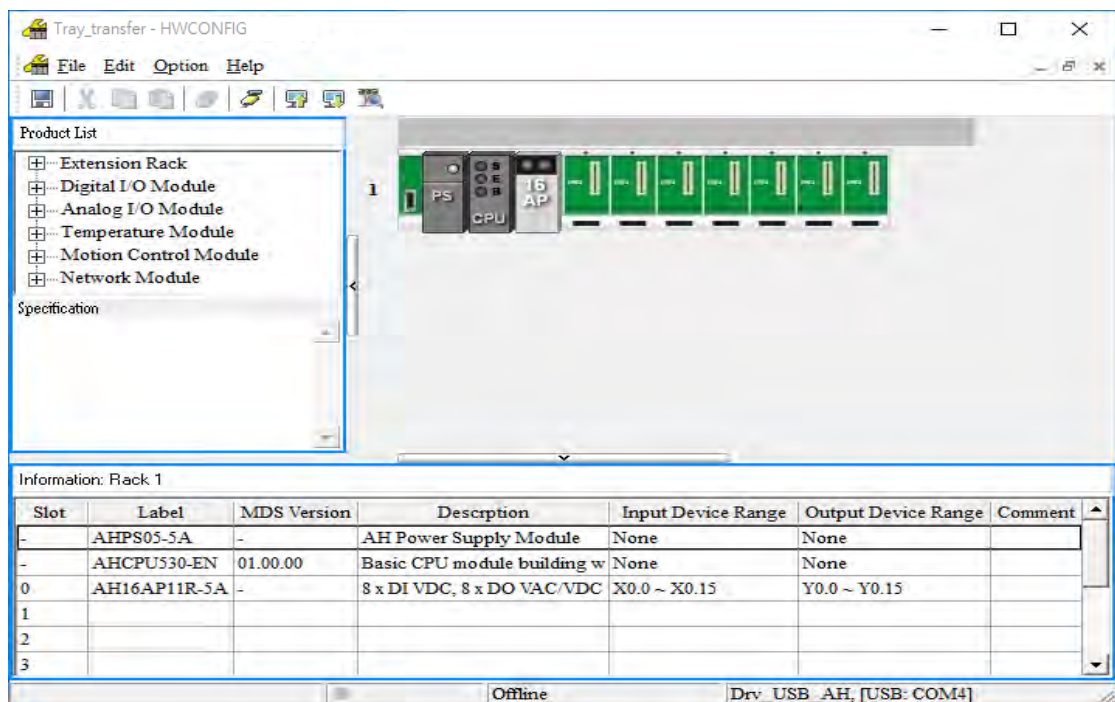 Tray_transfer - HWCONFIG
File Edit Option Help
Product List
Extension Rack
Digital I/O Module
Analog I/O Module
Temperature Module
Motion Control Module
Network Module
Specification
1
PS
S
E
B
CPU
16
AP
Information: Rack 1
Slot Label MDS Version Descrption Input Device Range Output Device Range Comment
- AHPS05-5A - AH Power Supply Module None None
- AHCPU530-EN 01.00.00 Basic CPU module building w None None
0 AH16AP11R-5A - 8 x DI VDC, 8 x DO VAC/VDC X0.0 ~ X0.15 Y0.0 ~ Y0.15
1
2
3
Offline Drv_USB_AH, [USB: COM4]